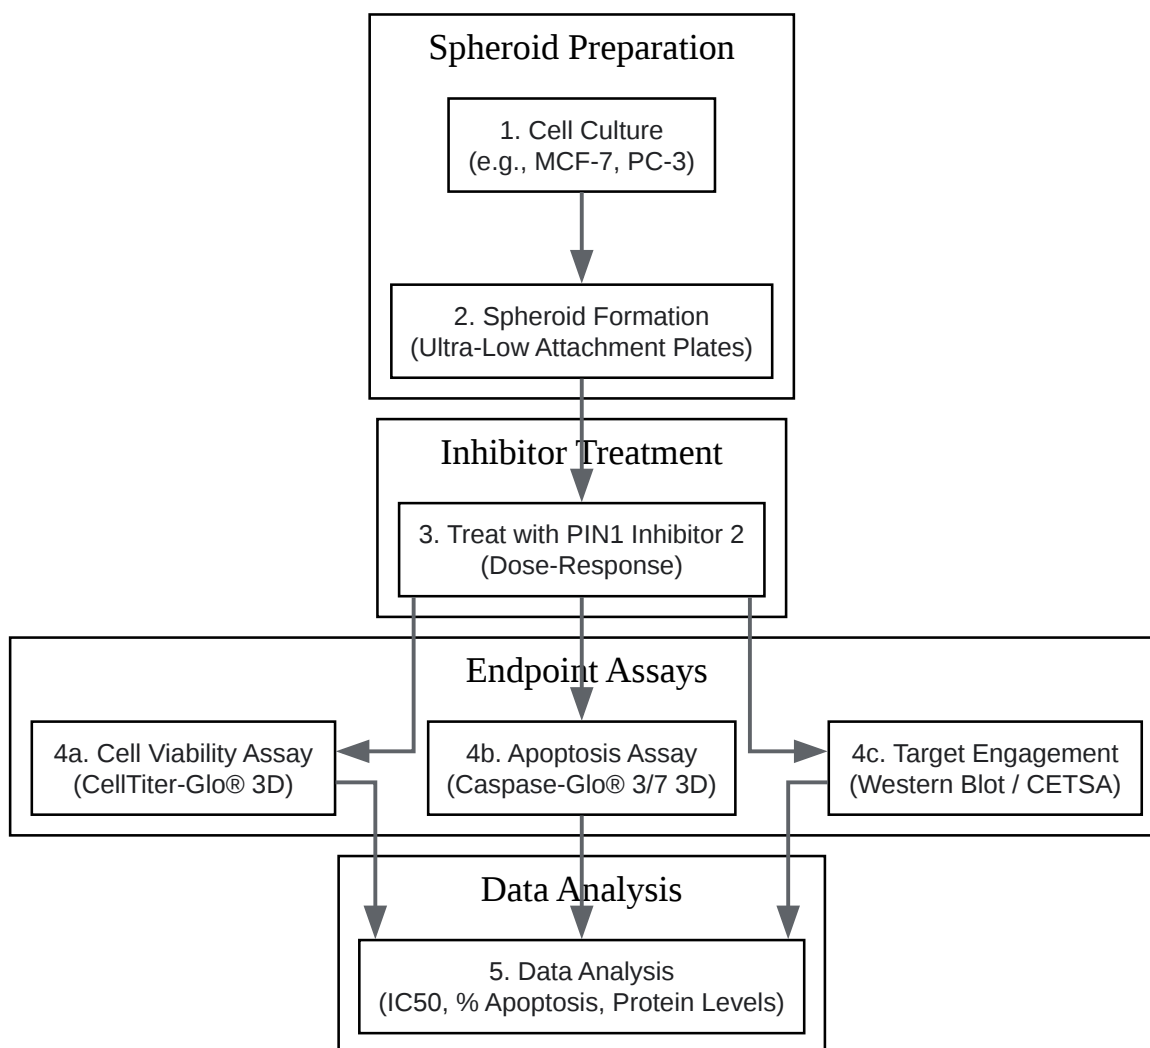 Spheroid Preparation
1. Cell Culture
(e.g., MCF-7, PC-3)
2. Spheroid Formation
(Ultra-Low Attachment Plates)
Inhibitor Treatment
3. Treat with PIN1 Inhibitor 2
(Dose-Response)
Endpoint Assays
4a. Cell Viability Assay
(CellTiter-Glo® 3D)
4b. Apoptosis Assay
(Caspase-Glo® 3/7 3D)
4c. Target Engagement
(Western Blot / CETSA)
Data Analysis
5. Data Analysis
(IC50, % Apoptosis, Protein Levels)